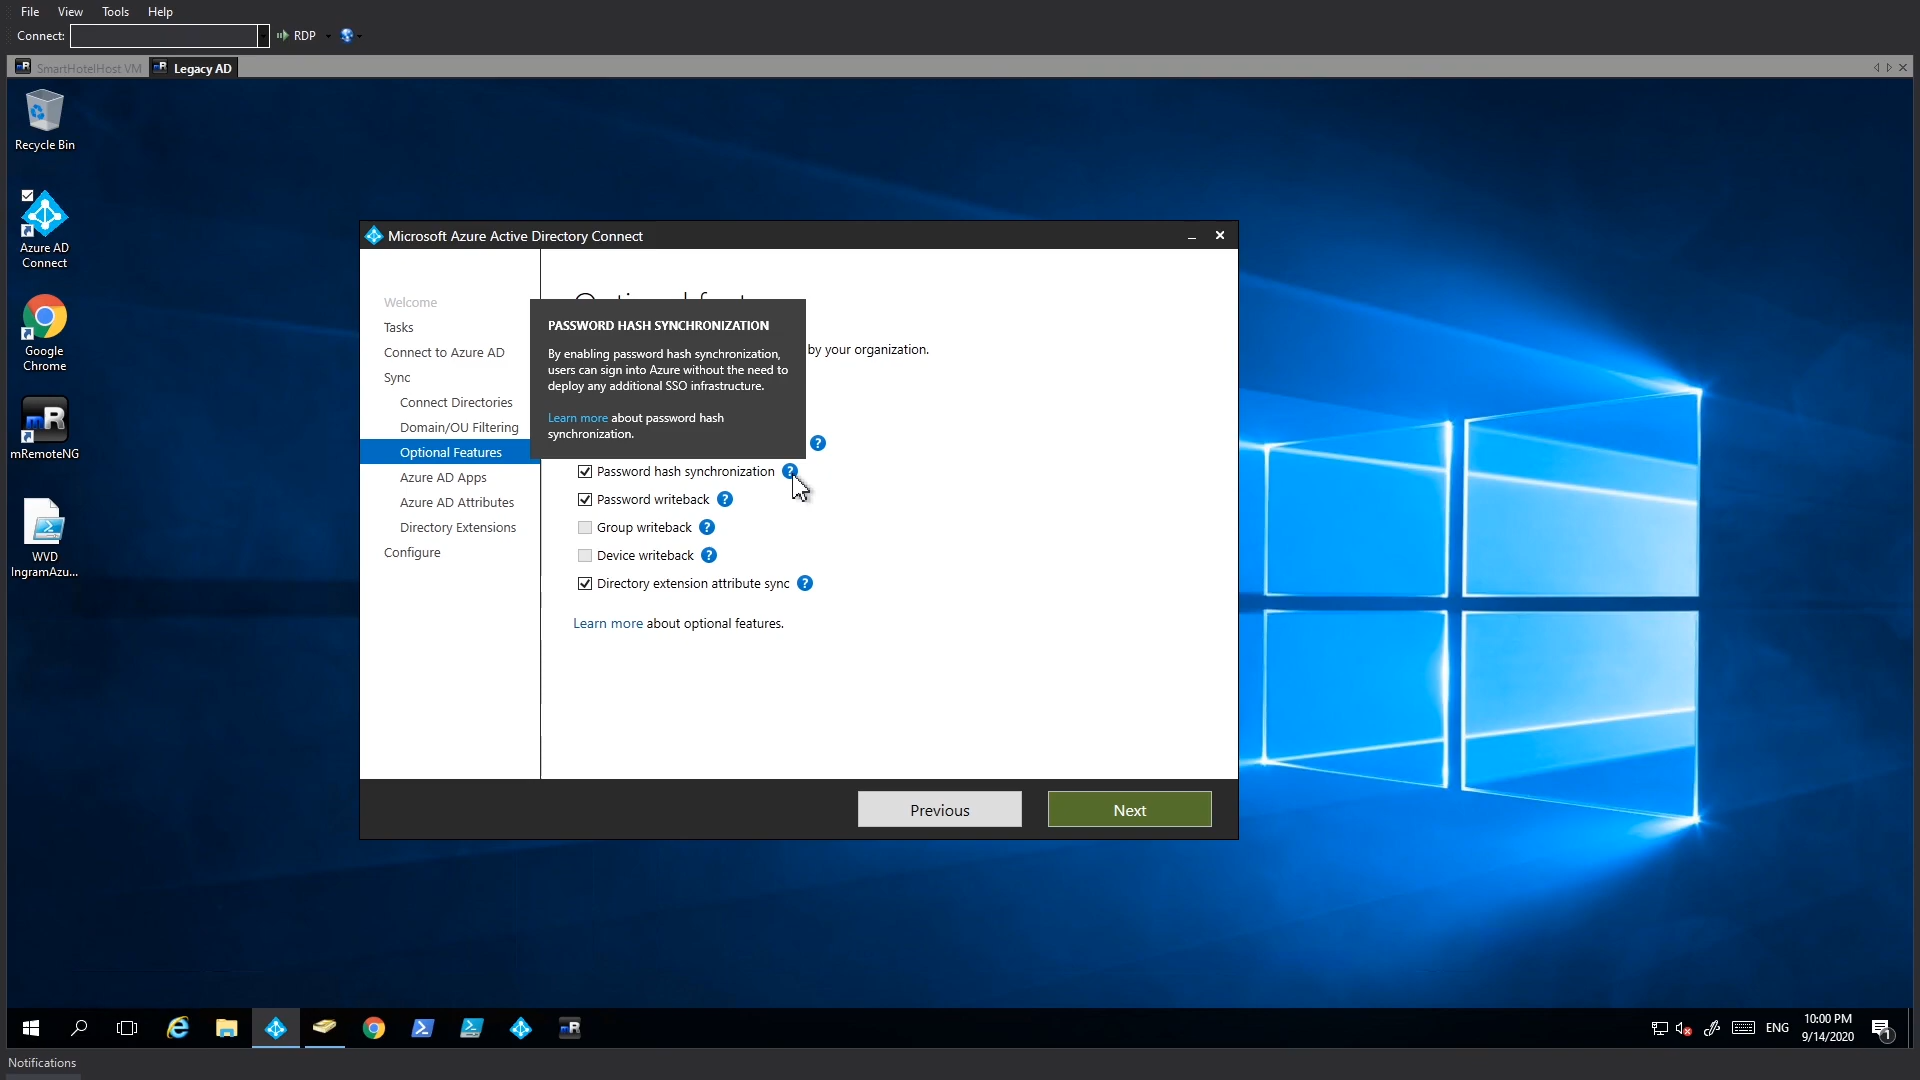 File View Tools Help
Connect: RDP
SmartHotelHost VM Legacy AD
Recycle Bin
Azure AD
Connect
Google
Chrome
mRemoteNG
WVD
IngramAzu...
Microsoft Azure Active Directory Connect
Welcome
Tasks
Connect to Azure AD
Sync
Connect Directories
Domain/OU Filtering
Optional Features
Azure AD Apps
Azure AD Attributes
Directory Extensions
Configure
PASSWORD HASH SYNCHRONIZATION
By enabling password hash synchronization,
users can sign into Azure without the need to
deploy any additional SSO infrastructure.
Learn more about password hash
synchronization.
by your organization.
Password hash synchronization ?
Password writeback ?
Group writeback ?
Device writeback ?
Directory extension attribute sync ?
Learn more about optional features.
Previous Next
ENG
10:00 PM
9/14/2020
1
Notifications